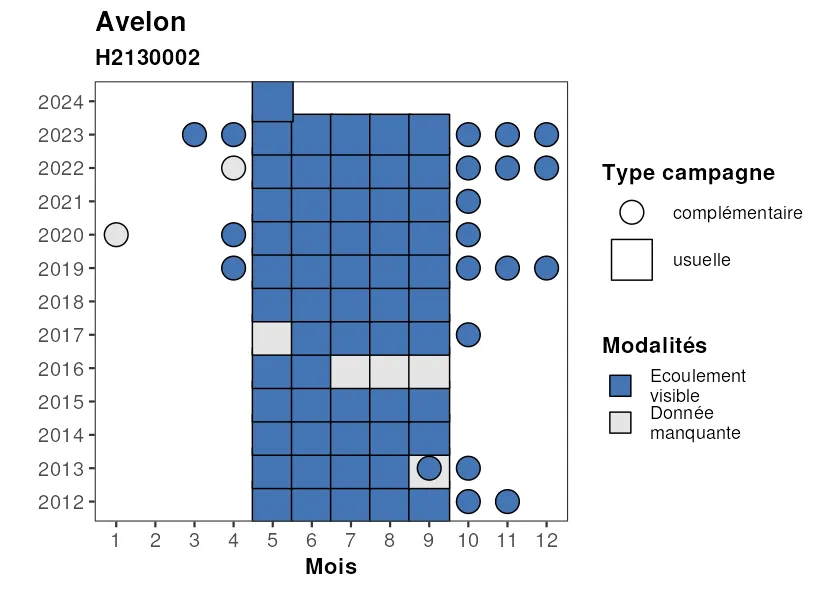 Avelon
H2130002
2024
2023
2022
2021
2020
2019
2018
2017
2016
2015
2014
2013
2012
1 2 3 4 5 6 7 8 9 10 11 12
Mois
Type campagne
complémentaire
usuelle
Modalités
Ecoulement
visible
Donnée
manquante